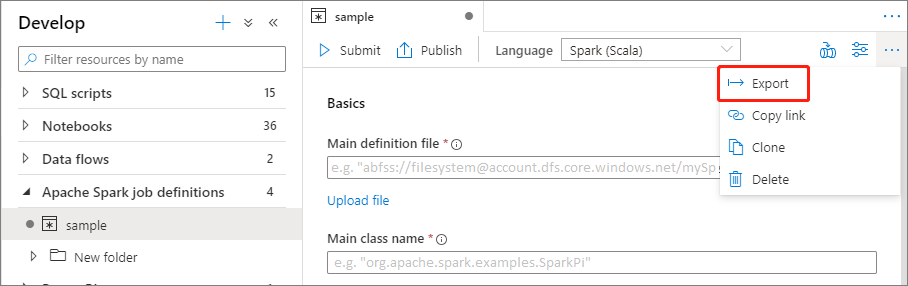 Develop
Filter resources by name
SQL scripts 15
Notebooks 36
Data flows 2
Apache Spark job definitions 4
sample
New folder
sample
Submit Publish Language Spark (Scala)
Export
Copy link
Clone
Delete
Basics
Main definition file *
e.g. "abfss://filesystem@account.dfs.core.windows.net/mySp
Upload file
Main class name *
e.g. "org.apache.spark.examples.SparkPi"